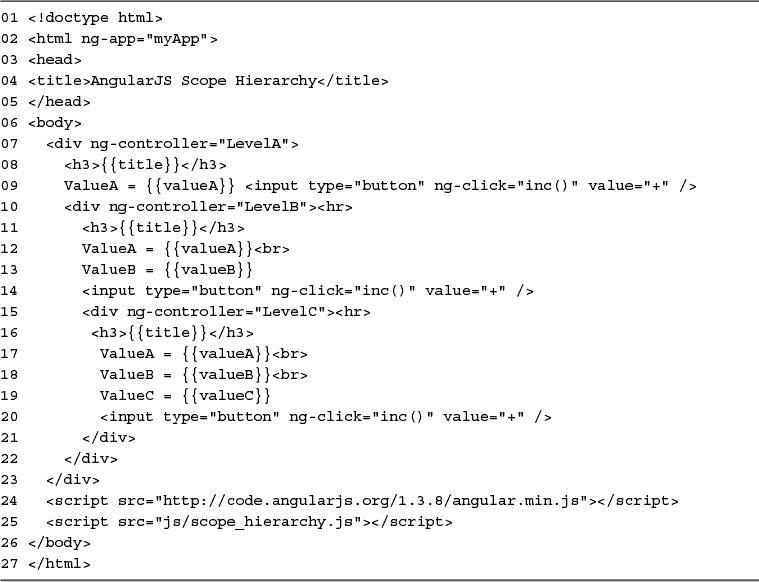 01 <!doctype html>
02 <html ng-app="myApp">
03 <head>
04 <title>AngularJS Scope Hierarchy</title>
05 </head>
06 <body>
07   <div ng-controller="LevelA">
08     <h3>{{title}}</h3>
09     ValueA = {{valueA}} <input type="button" ng-click="inc()" value="+" />
10     <div ng-controller="LevelB"><hr>
11       <h3>{{title}}</h3>
12       ValueA = {{valueA}}<br>
13       ValueB = {{valueB}}
14       <input type="button" ng-click="inc()" value="+" />
15       <div ng-controller="LevelC"><hr>
16        <h3>{{title}}</h3>
17         ValueA = {{valueA}}<br>
18         ValueB = {{valueB}}<br>
19         ValueC = {{valueC}}
20         <input type="button" ng-click="inc()" value="+" />
21       </div>
22     </div>
23   </div>
24   <script src="http://code.angularjs.org/1.3.8/angular.min.js"></script>
25   <script src="js/scope_hierarchy.js"></script>
26 </body>
27 </html>